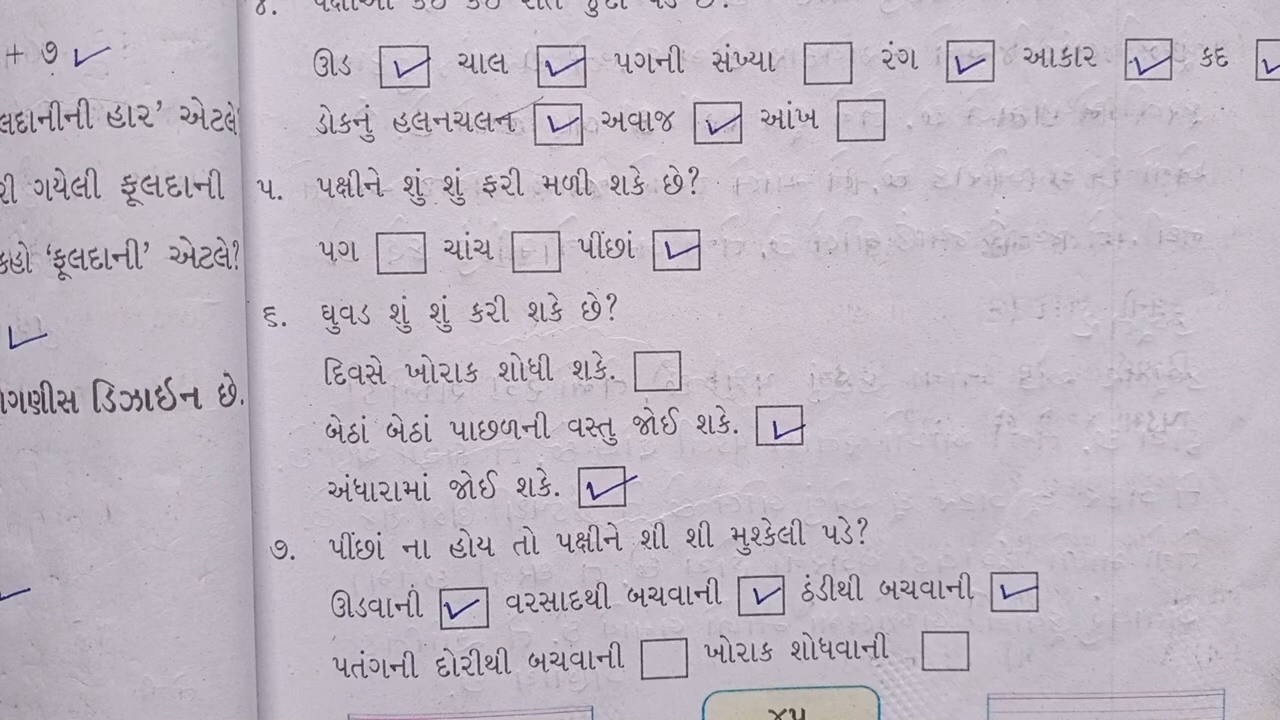 + ૭
લદાનીની હાર' એટલે
રી ગયેલી ફૂલદાની
કહો ‘ફૂલદાની' એટલે?
ગણીસ ડિઝાઈન છે.
૪.
ઊડ ચાલ પગની સંખ્યા રંગ આકાર કદ
ડોકનું હલનચલન અવાજ આંખ
૫. પક્ષીને શું શું ફરી મળી શકે છે?
પગ ચાંચ પીંછાં
૬. ઘુવડ શું શું કરી શકે છે?
દિવસે ખોરાક શોધી શકે.
બેઠાં બેઠાં પાછળની વસ્તુ જોઈ શકે.
અંધારામાં જોઈ શકે.
૭. પીંછાં ના હોય તો પક્ષીને શી શી મુશ્કેલી પડે?
ઊડવાની વરસાદથી બચવાની ઠંડીથી બચવાની
પતંગની દોરીથી બચવાની ખોરાક શોધવાની
૪૫